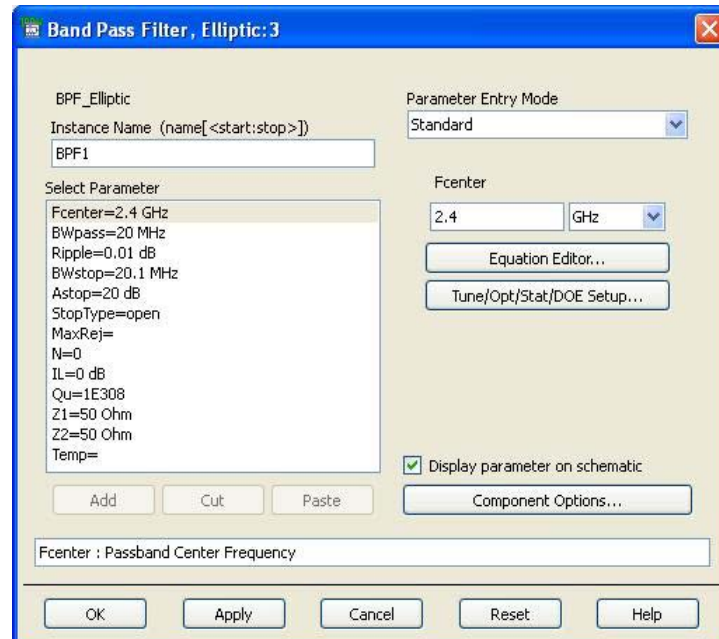 Band Pass Filter, Elliptic:3
BPF_Elliptic
Instance Name (name[<start:stop>])
BPF1
Select Parameter
Fcenter=2.4 GHz
BWpass=20 MHz
Ripple=0.01 dB
BWstop=20.1 MHz
Astop=20 dB
StopType=open
MaxRej=
N=0
IL=0 dB
Qu=1E308
Z1=50 Ohm
Z2=50 Ohm
Temp=
Add
Cut
Paste
Parameter Entry Mode
Standard
Fcenter
2.4
GHz
Equation Editor...
Tune/Opt/Stat/DOE Setup...
Display parameter on schematic
Component Options...
Fcenter : Passband Center Frequency
OK
Apply
Cancel
Reset
Help